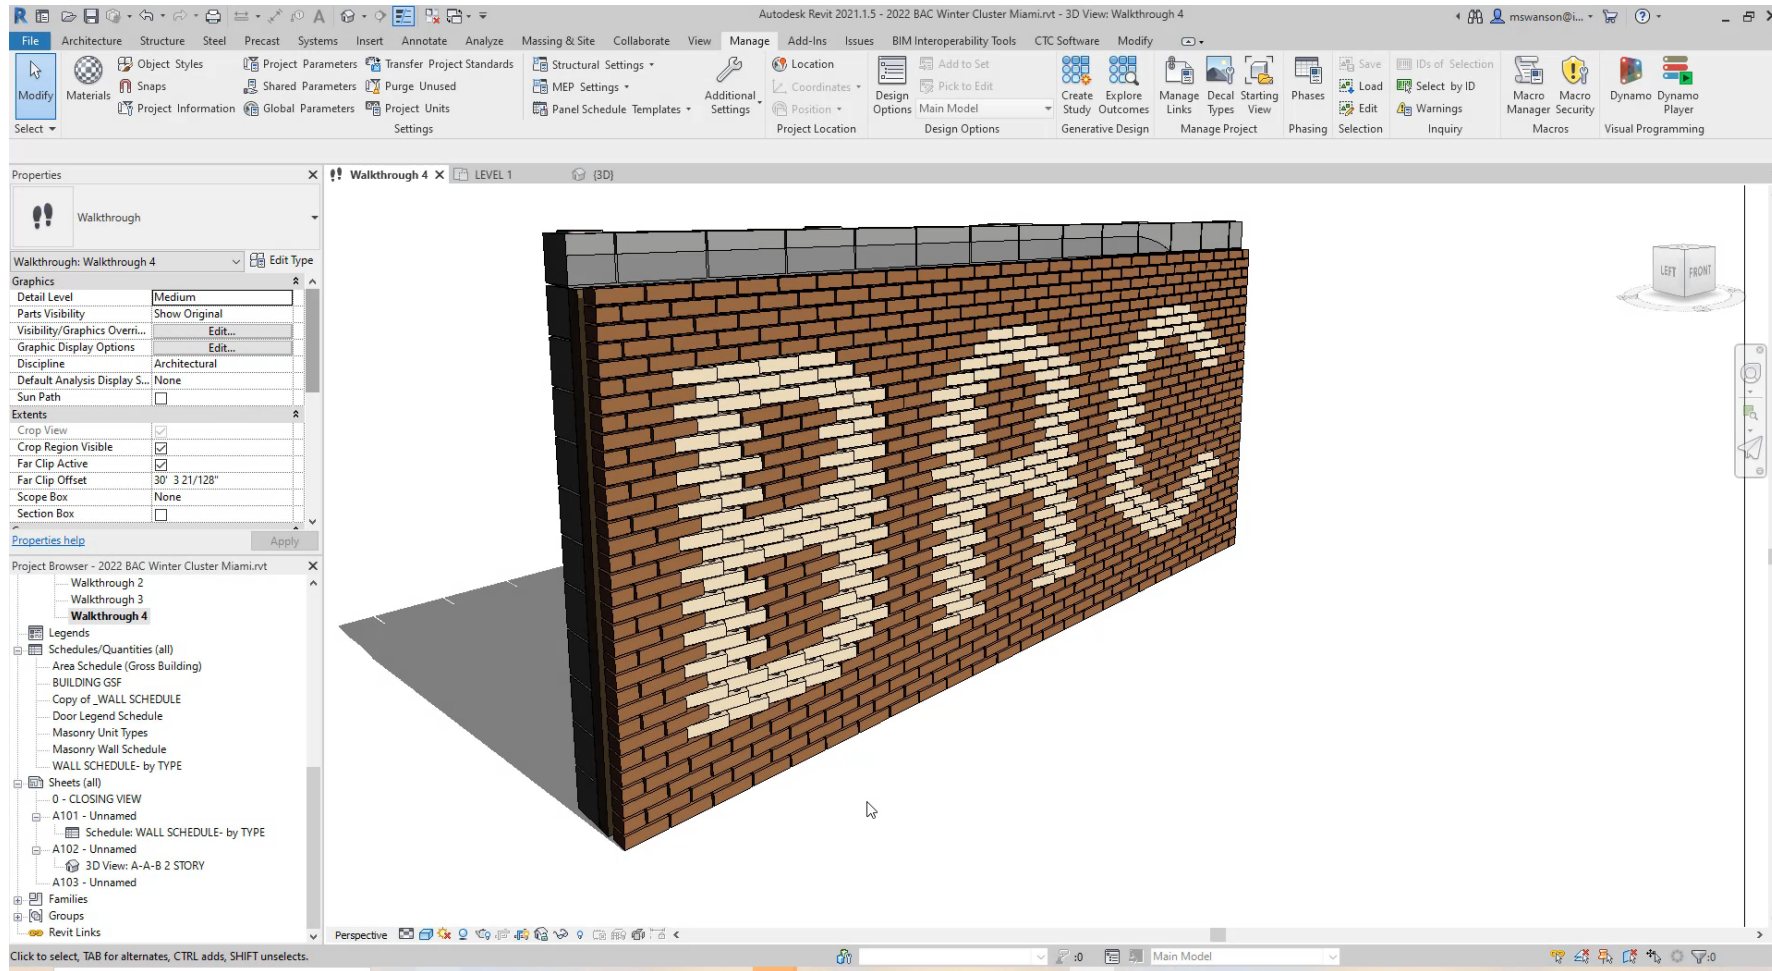 Autodesk Revit 2021.1.5 - 2022 BAC Winter Cluster Miami.rvt - 3D View: Walkthrough 4
mswanson@i...
File Architecture Structure Steel Precast Systems Insert Annotate Analyze Massing & Site Collaborate View Manage Add-Ins Issues BIM Interoperability Tools CTC Software Modify
Modify
Materials
Object Styles
Snaps
Project Information
Project Parameters
Shared Parameters
Global Parameters
Transfer Project Standards
Purge Unused
Project Units
Structural Settings
MEP Settings
Panel Schedule Templates
Additional Settings
Location
Coordinates
Position
Design Options
Add to Set
Pick to Edit
Main Model
Create Study
Explore Outcomes
Manage Links
Decal Types
Starting View
Phases
Save
Load
Edit
IDs of Selection
Select by ID
Warnings
Macro Manager
Macro Security
Dynamo
Dynamo Player
Select Settings Project Location Design Options Generative Design Manage Project Phasing Selection Inquiry Macros Visual Programming
Properties
Walkthrough
Walkthrough: Walkthrough 4 Edit Type
Graphics
Detail Level Medium
Parts Visibility Show Original
Visibility/Graphics Overri... Edit...
Graphic Display Options Edit...
Discipline Architectural
Default Analysis Display S... None
Sun Path
Extents
Crop View
Crop Region Visible
Far Clip Active
Far Clip Offset 30' 3 21/128"
Scope Box None
Section Box
Properties help Apply
Project Browser - 2022 BAC Winter Cluster Miami.rvt
Walkthrough 2
Walkthrough 3
Walkthrough 4
Legends
Schedules/Quantities (all)
Area Schedule (Gross Building)
BUILDING GSF
Copy of _WALL SCHEDULE
Door Legend Schedule
Masonry Unit Types
Masonry Wall Schedule
WALL SCHEDULE- by TYPE
Sheets (all)
0 - CLOSING VIEW
A101 - Unnamed
Schedule: WALL SCHEDULE- by TYPE
A102 - Unnamed
3D View: A-A-B 2 STORY
A103 - Unnamed
Families
Groups
Revit Links
Walkthrough 4 LEVEL 1 {3D}
LEFT FRONT
BAC
Perspective
Click to select, TAB for alternates, CTRL adds, SHIFT unselects.
:0
Main Model
:0